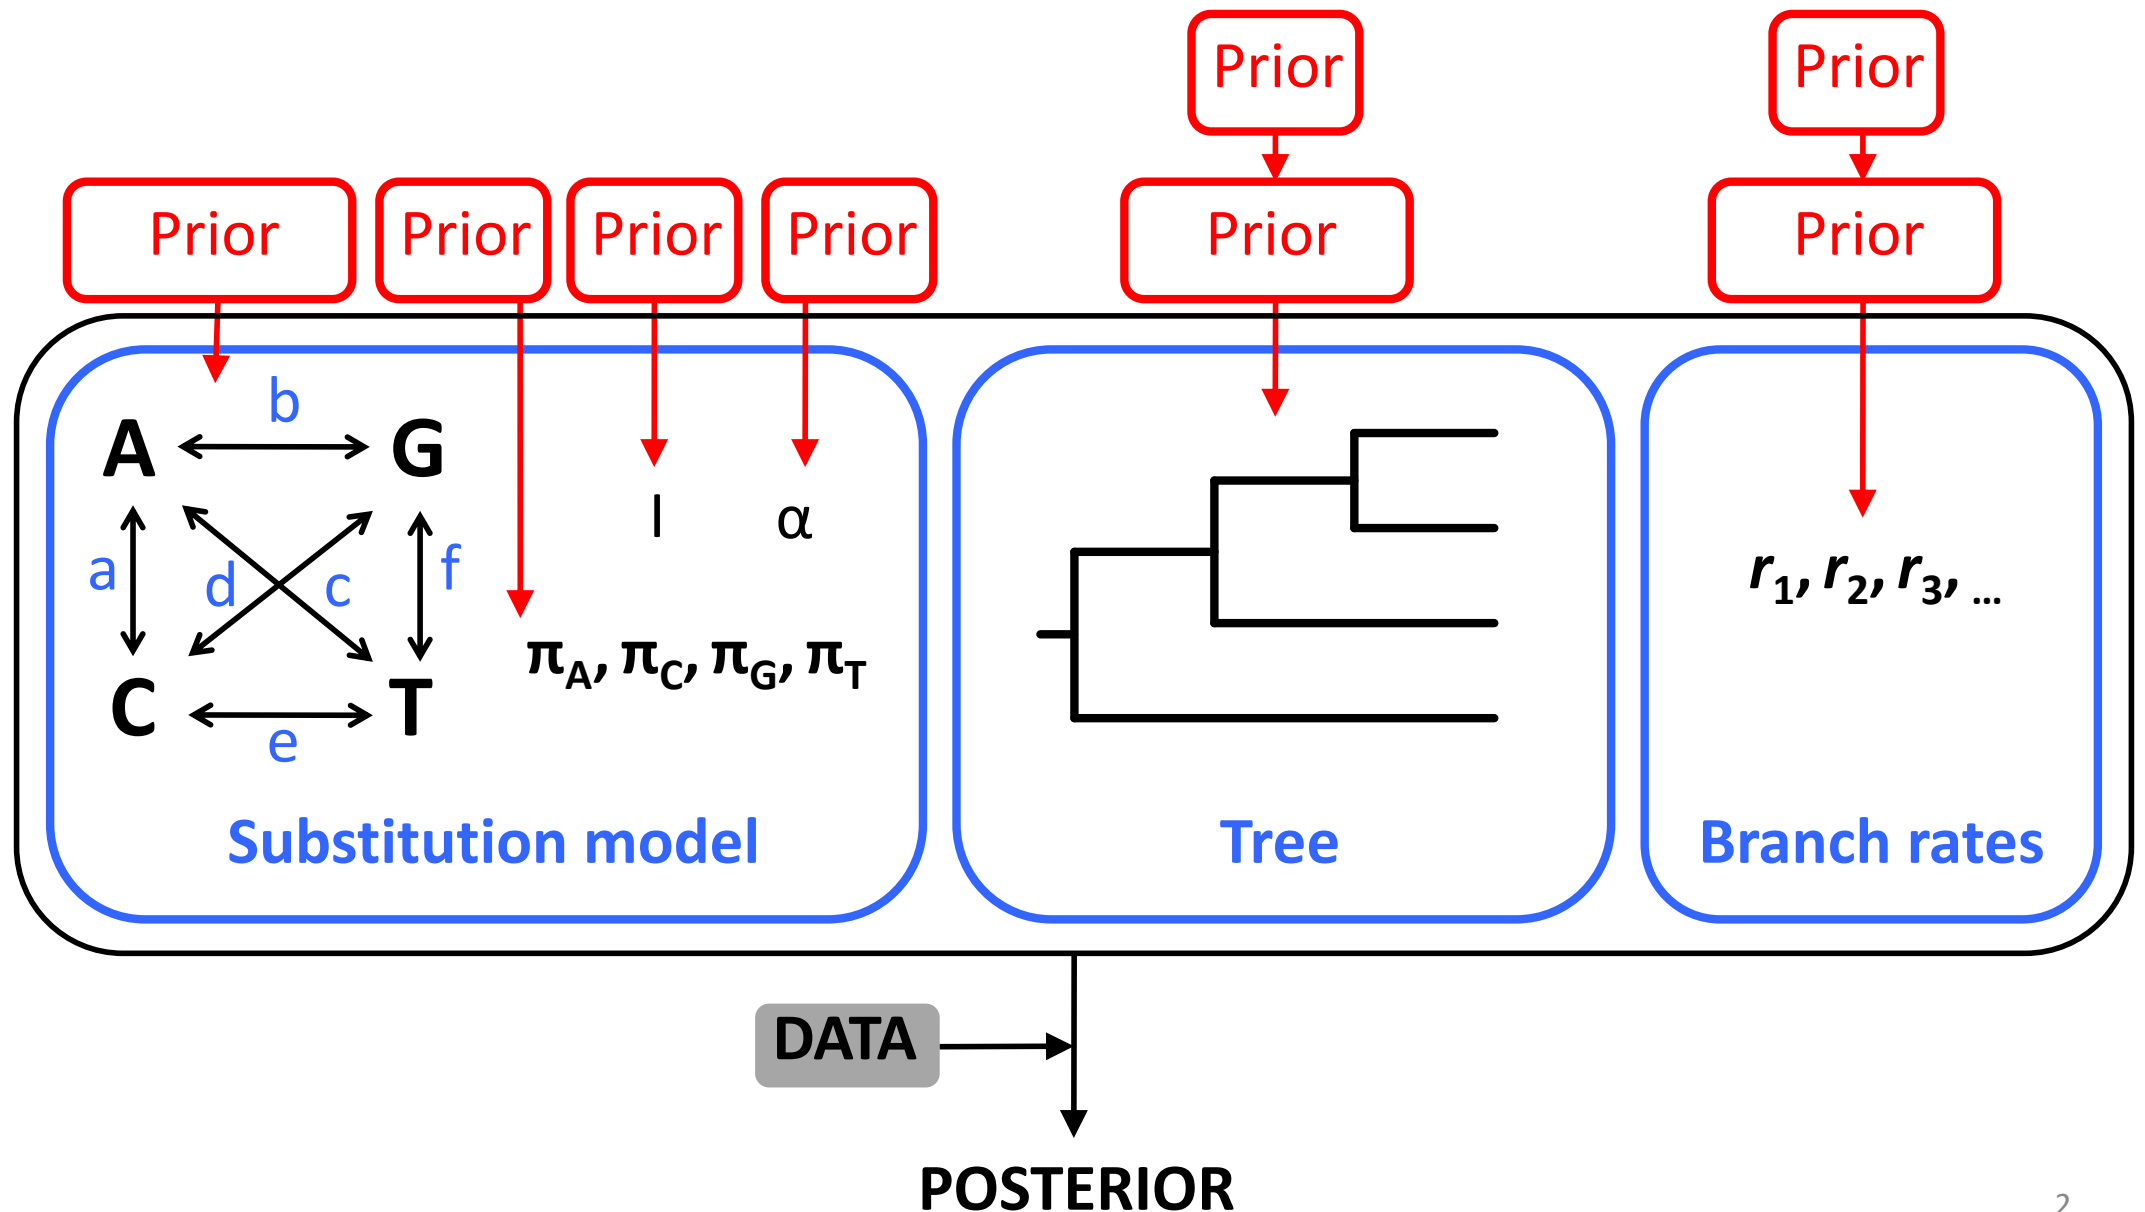 Prior Prior
Prior Prior Prior Prior Prior Prior
b
A G
I α
a d c f
r1, r2, r3, ...
πA, πC, πG, πT
C T
e
Substitution model Tree Branch rates
DATA
POSTERIOR
2